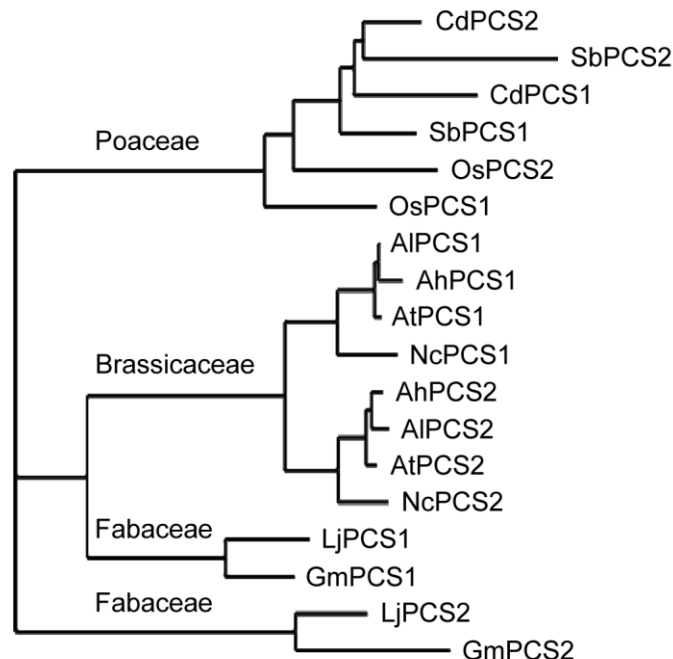 CdPCS2
SbPCS2
CdPCS1
Poaceae
SbPCS1
OsPCS2
OsPCS1
AlPCS1
AhPCS1
AtPCS1
Brassicaceae
NcPCS1
AhPCS2
AlPCS2
AtPCS2
NcPCS2
Fabaceae
LjPCS1
GmPCS1
Fabaceae
LjPCS2
GmPCS2